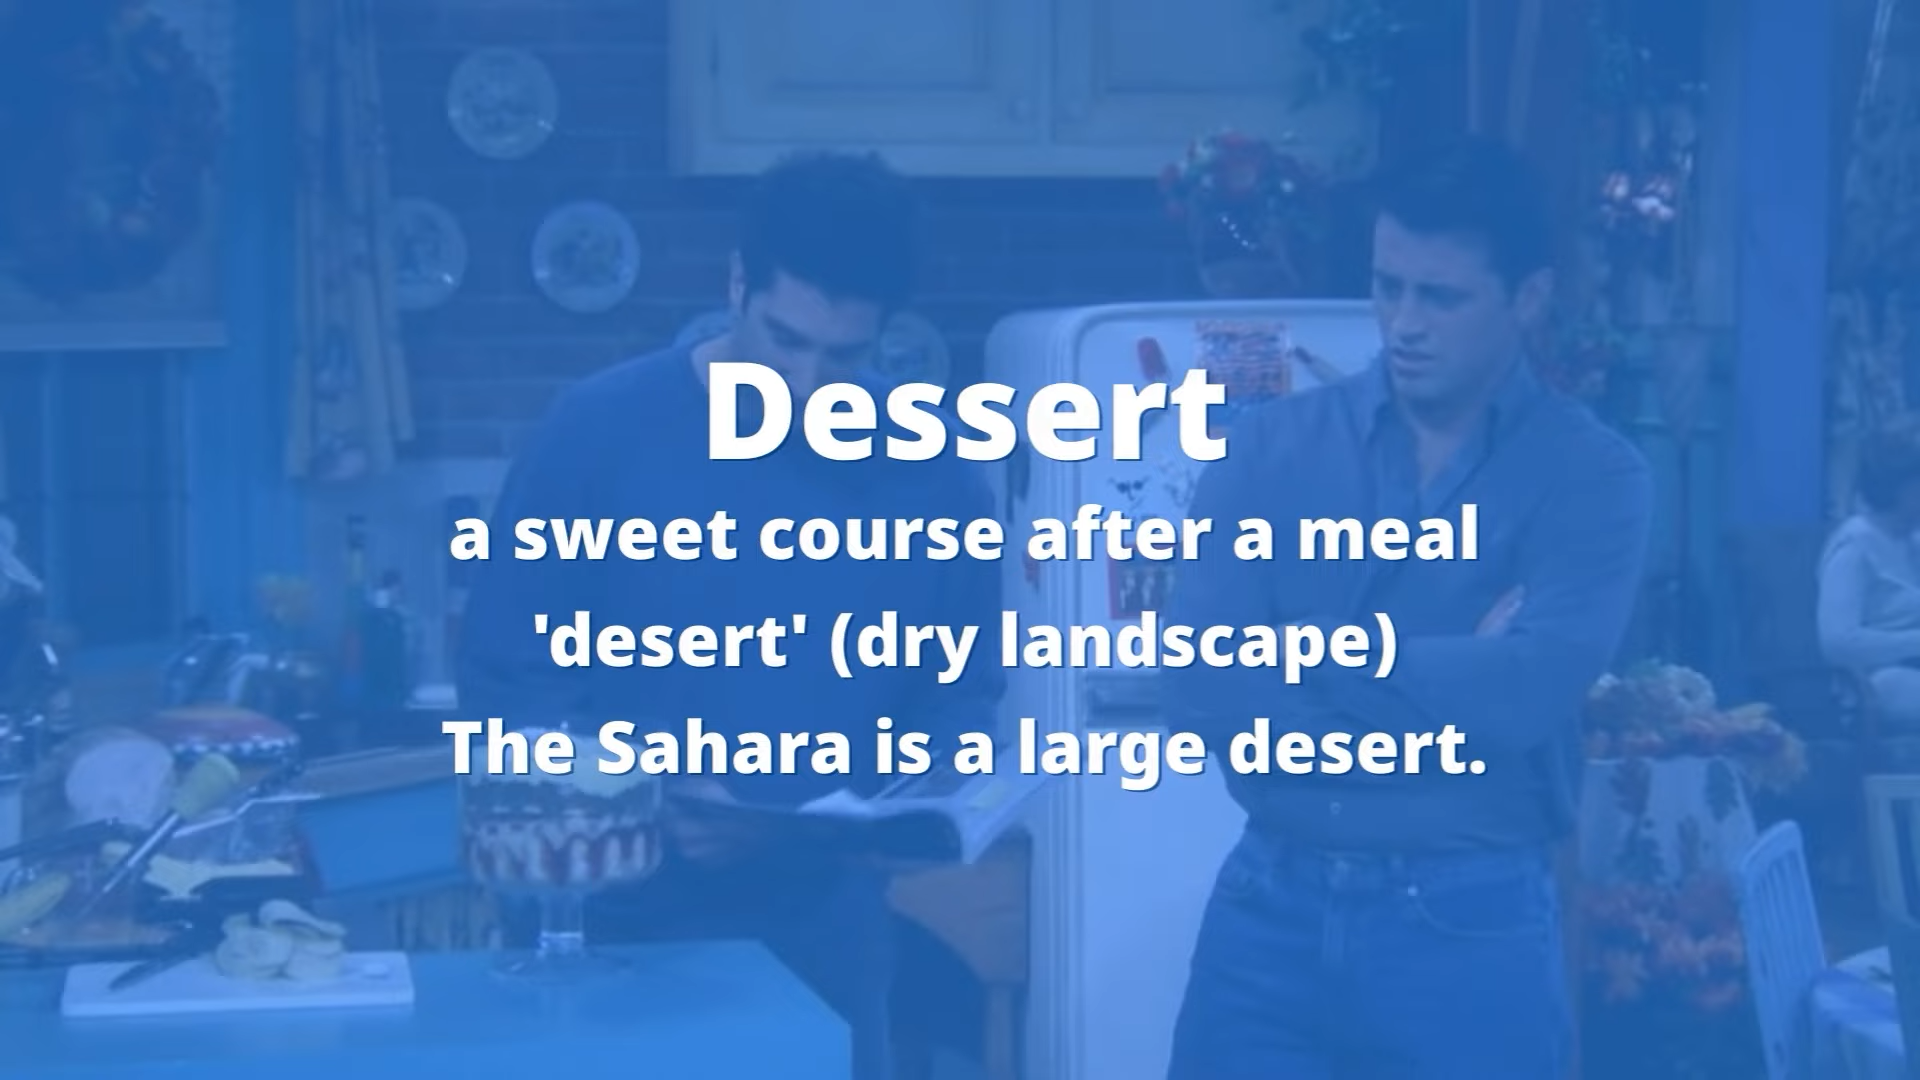 Dessert
a sweet course after a meal
'desert' (dry landscape)
The Sahara is a large desert.